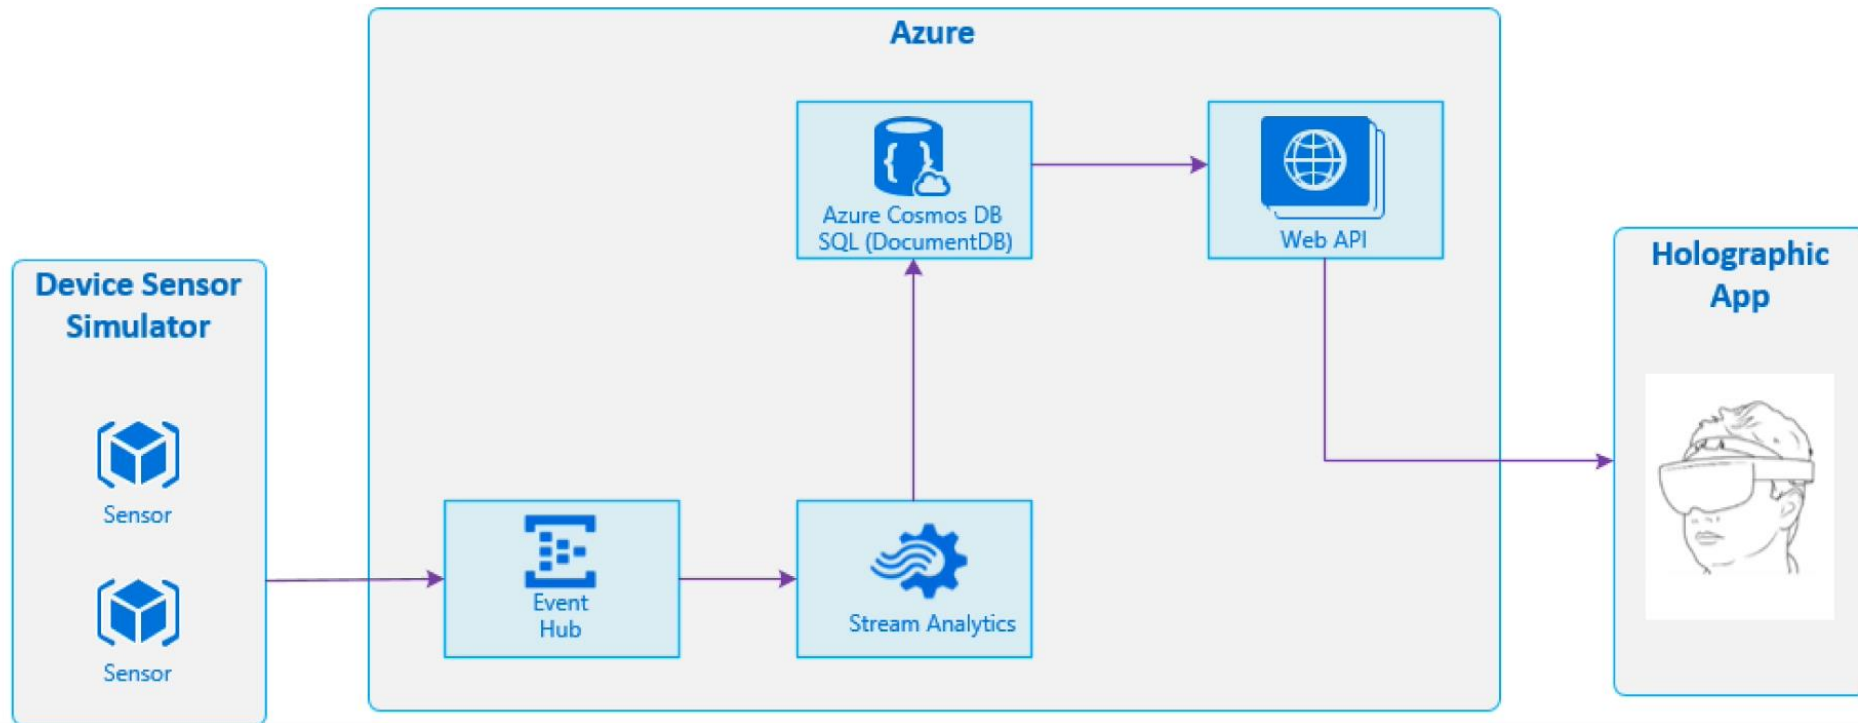 Azure
Device Sensor
Simulator
Sensor
Sensor
Event
Hub
Stream Analytics
Azure Cosmos DB
SQL (DocumentDB)
Web API
Holographic
App